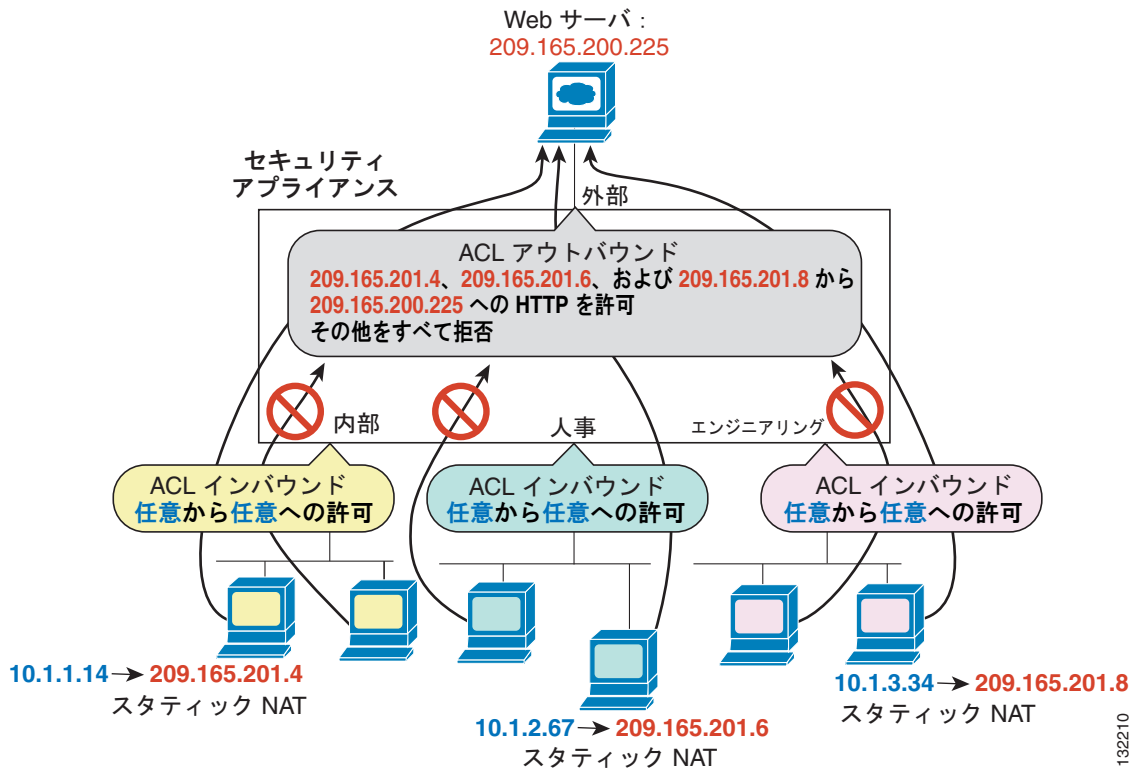 Web サーバ :
209.165.200.225
セキュリティ
アプライアンス
外部
ACL アウトバウンド
209.165.201.4、209.165.201.6、および 209.165.201.8 から
209.165.200.225 への HTTP を許可
その他をすべて拒否
内部
人事
エンジニアリング
ACL インバウンド
任意から任意への許可
ACL インバウンド
任意から任意への許可
ACL インバウンド
任意から任意への許可
10.1.1.14 → 209.165.201.4
スタティック NAT
10.1.2.67 → 209.165.201.6
スタティック NAT
10.1.3.34 → 209.165.201.8
スタティック NAT
132210